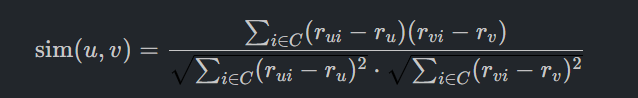 sim(u, v) = \frac{\sum_{i \in C}(r_{ui} - r_u)(r_{vi} - r_v)}{\sqrt{\sum_{i \in C}(r_{ui} - r_u)^2} \cdot \sqrt{\sum_{i \in C}(r_{vi} - r_v)^2}}